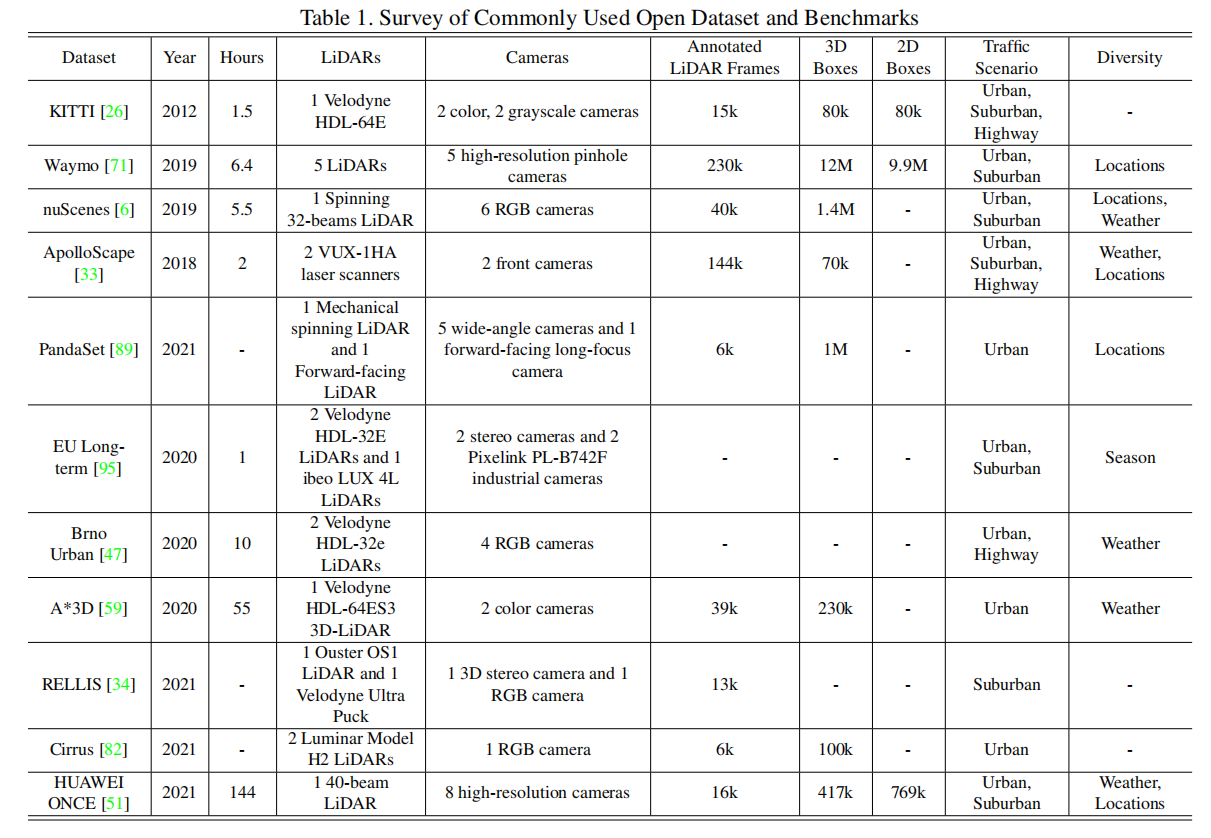 Table 1. Survey of Commonly Used Open Dataset and Benchmarks
Dataset Year Hours LiDARs Cameras Annotated LiDAR Frames 3D Boxes 2D Boxes Traffic Scenario Diversity
KITTI [26] 2012 1.5 1 Velodyne HDL-64E 2 color, 2 grayscale cameras 15k 80k 80k Urban, Suburban, Highway -
Waymo [71] 2019 6.4 5 LiDARs 5 high-resolution pinhole cameras 230k 12M 9.9M Urban, Suburban Locations
nuScenes [6] 2019 5.5 1 Spinning 32-beams LiDAR 6 RGB cameras 40k 1.4M - Urban, Suburban Locations, Weather
ApolloScape [33] 2018 2 2 VUX-1HA laser scanners 2 front cameras 144k 70k - Urban, Suburban, Highway Weather, Locations
PandaSet [89] 2021 - 1 Mechanical spinning LiDAR and 1 Forward-facing LiDAR 5 wide-angle cameras and 1 forward-facing long-focus camera 6k 1M - Urban Locations
EU Long-term [95] 2020 1 2 Velodyne HDL-32E LiDARs and 1 ibeo LUX 4L LiDARs 2 stereo cameras and 2 Pixelink PL-B742F industrial cameras - - - Urban, Suburban Season
Brno Urban [47] 2020 10 2 Velodyne HDL-32e LiDARs 4 RGB cameras - - - Urban, Highway Weather
A*3D [59] 2020 55 1 Velodyne HDL-64ES3 3D-LiDAR 2 color cameras 39k 230k - Urban Weather
RELLIS [34] 2021 - 1 Ouster OS1 LiDAR and 1 Velodyne Ultra Puck 1 3D stereo camera and 1 RGB camera 13k - - Suburban -
Cirrus [82] 2021 - 2 Luminar Model H2 LiDARs 1 RGB camera 6k 100k - Urban -
HUAWEI ONCE [51] 2021 144 1 40-beam LiDAR 8 high-resolution cameras 16k 417k 769k Urban, Suburban Weather, Locations